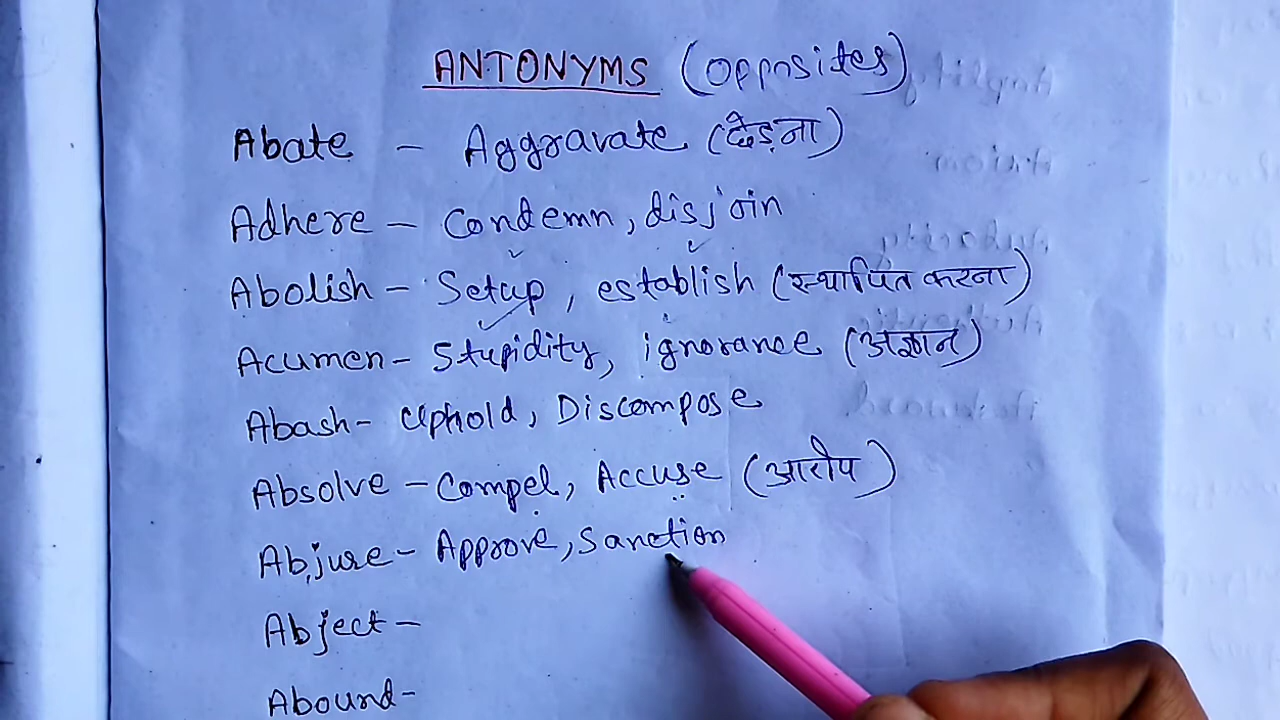 ANTONYMS (Opposites)
Abate - Aggravate (छेड़ना)
Adhere - Condemn, disjoin
Abolish - Setup, establish (स्थापित करना)
Acumen - Stupidity, ignorance (अज्ञान)
Abash - Uphold, Discompose
Absolve - Compel, Accuse (आरोप)
Abjure - Approve, Sanction
Abject -
Abound -